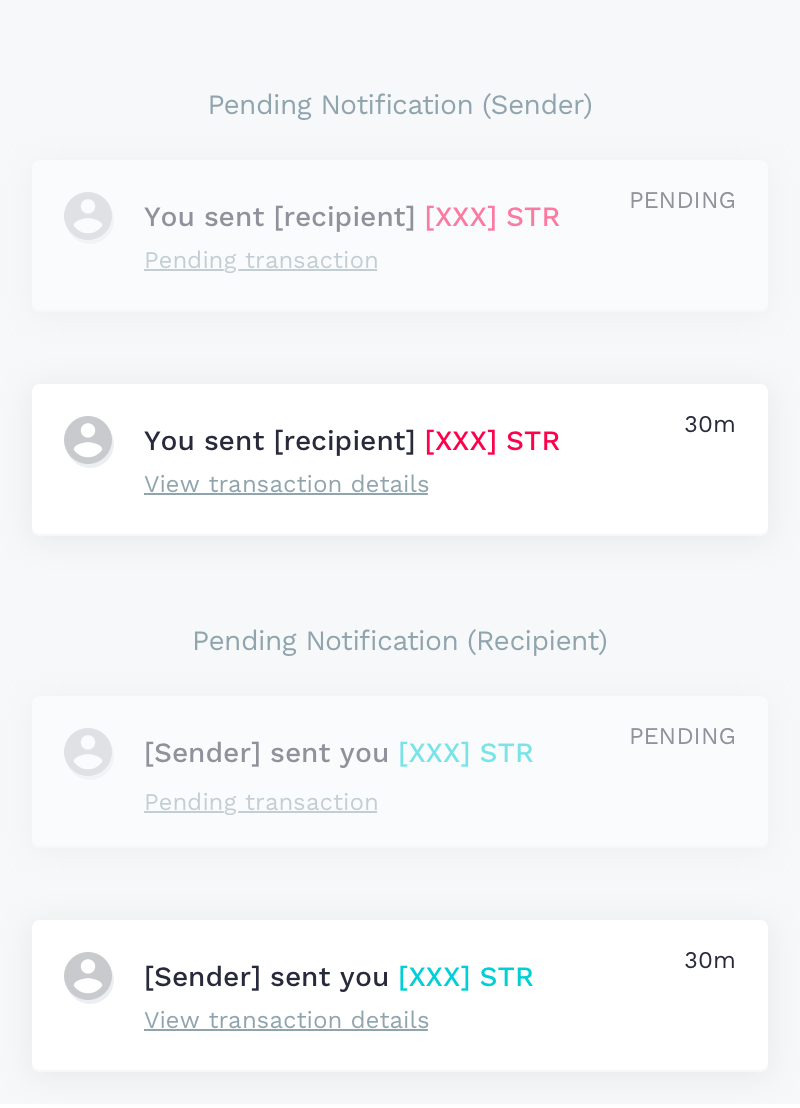 Pending Notification (Sender)
You sent [recipient] [XXX] STR
PENDING
Pending transaction
You sent [recipient] [XXX] STR
30m
View transaction details
Pending Notification (Recipient)
[Sender] sent you [XXX] STR
PENDING
Pending transaction
[Sender] sent you [XXX] STR
30m
View transaction details